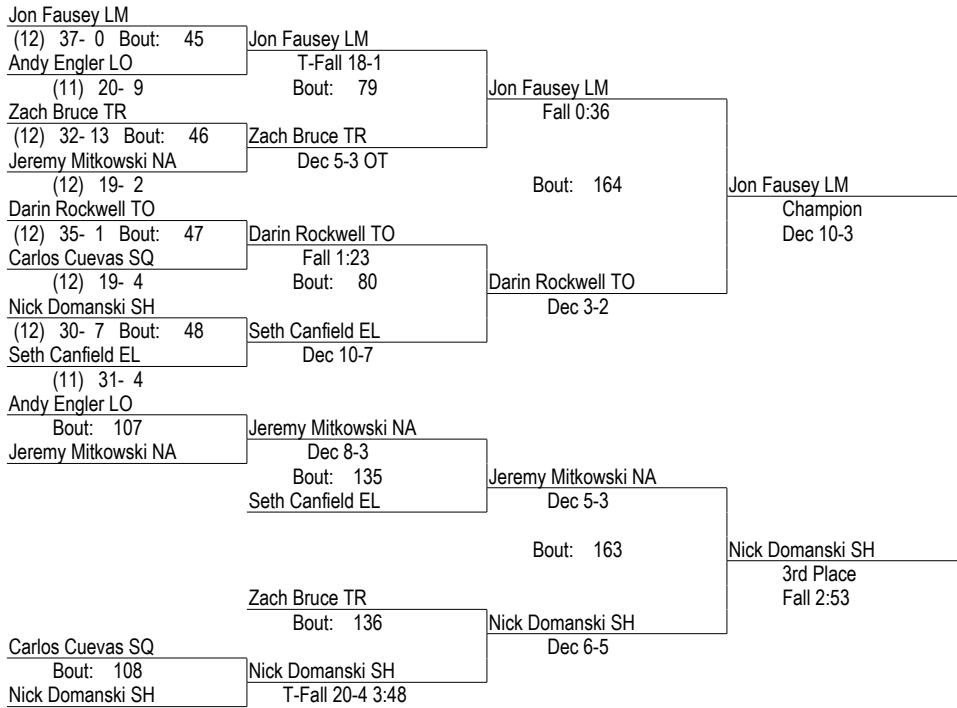 Jon Fausey LM
(12) 37- 0 Bout: 45 Jon Fausey LM
Andy Engler LO T-Fall 18-1
(11) 20- 9 Bout: 79 Jon Fausey LM
Zach Bruce TR Fall 0:36
(12) 32- 13 Bout: 46 Zach Bruce TR
Jeremy Mitkowski NA Dec 5-3 OT
(12) 19- 2 Bout: 164 Jon Fausey LM
Darin Rockwell TO Champion
(12) 35- 1 Bout: 47 Darin Rockwell TO Dec 10-3
Carlos Cuevas SQ Fall 1:23
(12) 19- 4 Bout: 80 Darin Rockwell TO
Nick Domanski SH Dec 3-2
(12) 30- 7 Bout: 48 Seth Canfield EL
Seth Canfield EL Dec 10-7
(11) 31- 4
Andy Engler LO
Bout: 107 Jeremy Mitkowski NA
Jeremy Mitkowski NA Dec 8-3
Bout: 135 Jeremy Mitkowski NA
Seth Canfield EL Dec 5-3
Bout: 163 Nick Domanski SH
3rd Place
Zach Bruce TR Fall 2:53
Bout: 136 Nick Domanski SH
Carlos Cuevas SQ Dec 6-5
Bout: 108 Nick Domanski SH
Nick Domanski SH T-Fall 20-4 3:48